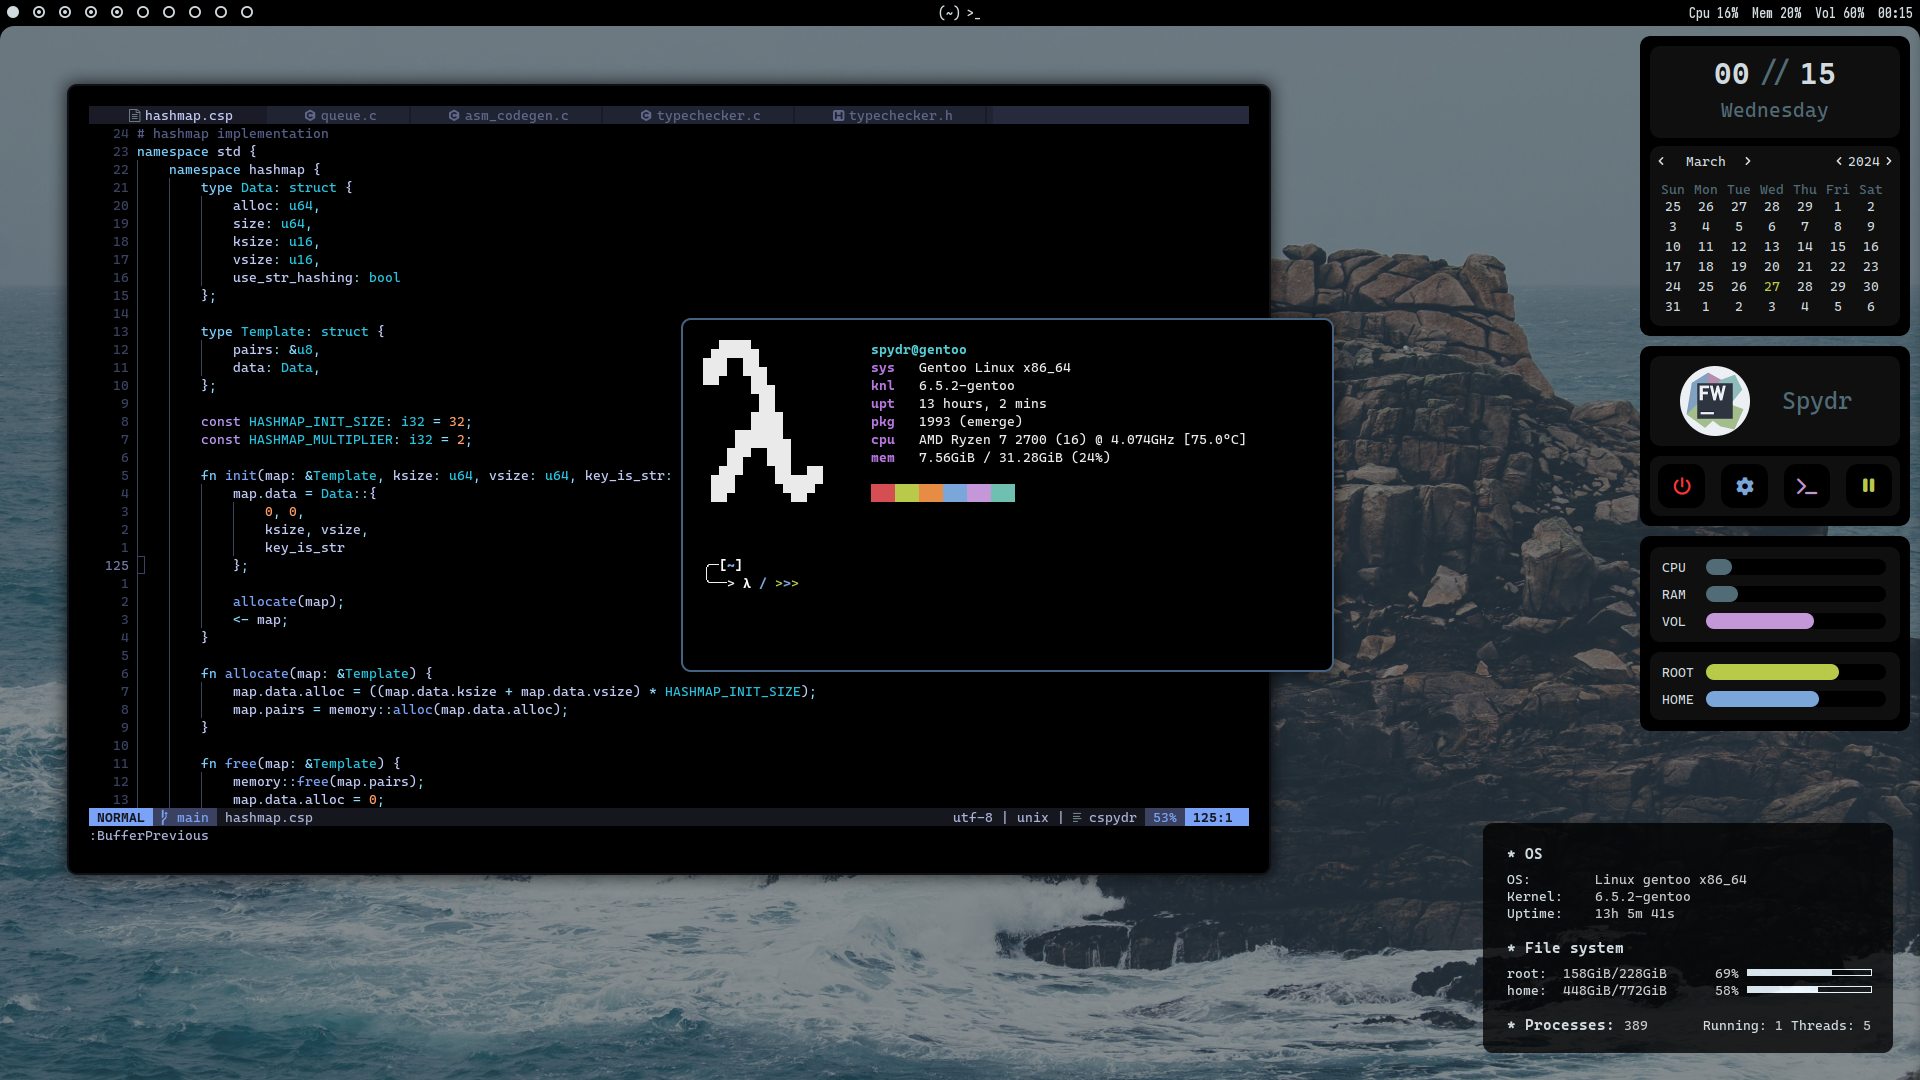 (~) >_
Cpu 16% Mem 20% Vol 60% 00:15
hashmap.csp queue.c asm_codegen.c typechecker.c typechecker.h
24 # hashmap implementation
23 namespace std {
22 namespace hashmap {
21 type Data: struct {
20 alloc: u64,
19 size: u64,
18 ksize: u16,
17 vsize: u16,
16 use_str_hashing: bool
15 };
14
13 type Template: struct {
12 pairs: &u8,
11 data: Data,
10 };
9
8 const HASHMAP_INIT_SIZE: i32 = 32;
7 const HASHMAP_MULTIPLIER: i32 = 2;
6
5 fn init(map: &Template, ksize: u64, vsize: u64, key_is_str:
4 map.data = Data::{
3 0, 0,
2 ksize, vsize,
1 key_is_str
125 };
1
2 allocate(map);
3 <- map;
4 }
5
6 fn allocate(map: &Template) {
7 map.data.alloc = ((map.data.ksize + map.data.vsize) * HASHMAP_INIT_SIZE);
8 map.pairs = memory::alloc(map.data.alloc);
9 }
10
11 fn free(map: &Template) {
12 memory::free(map.pairs);
13 map.data.alloc = 0;
NORMAL main hashmap.csp utf-8 | unix | cspydr 53% 125:1
:BufferPrevious
spydr@gentoo
sys Gentoo Linux x86_64
knl 6.5.2-gentoo
upt 13 hours, 2 mins
pkg 1993 (emerge)
cpu AMD Ryzen 7 2700 (16) @ 4.074GHz [75.0°C]
mem 7.56GiB / 31.28GiB (24%)
[~]
> λ / >>>
00 // 15
Wednesday
< March > < 2024 >
Sun Mon Tue Wed Thu Fri Sat
25 26 27 28 29 1 2
3 4 5 6 7 8 9
10 11 12 13 14 15 16
17 18 19 20 21 22 23
24 25 26 27 28 29 30
31 1 2 3 4 5 6
FW
Spydr
CPU
RAM
VOL
ROOT
HOME
* OS
OS: Linux gentoo x86_64
Kernel: 6.5.2-gentoo
Uptime: 13h 5m 41s
* File system
root: 158GiB/228GiB 69%
home: 448GiB/772GiB 58%
* Processes: 389 Running: 1 Threads: 5